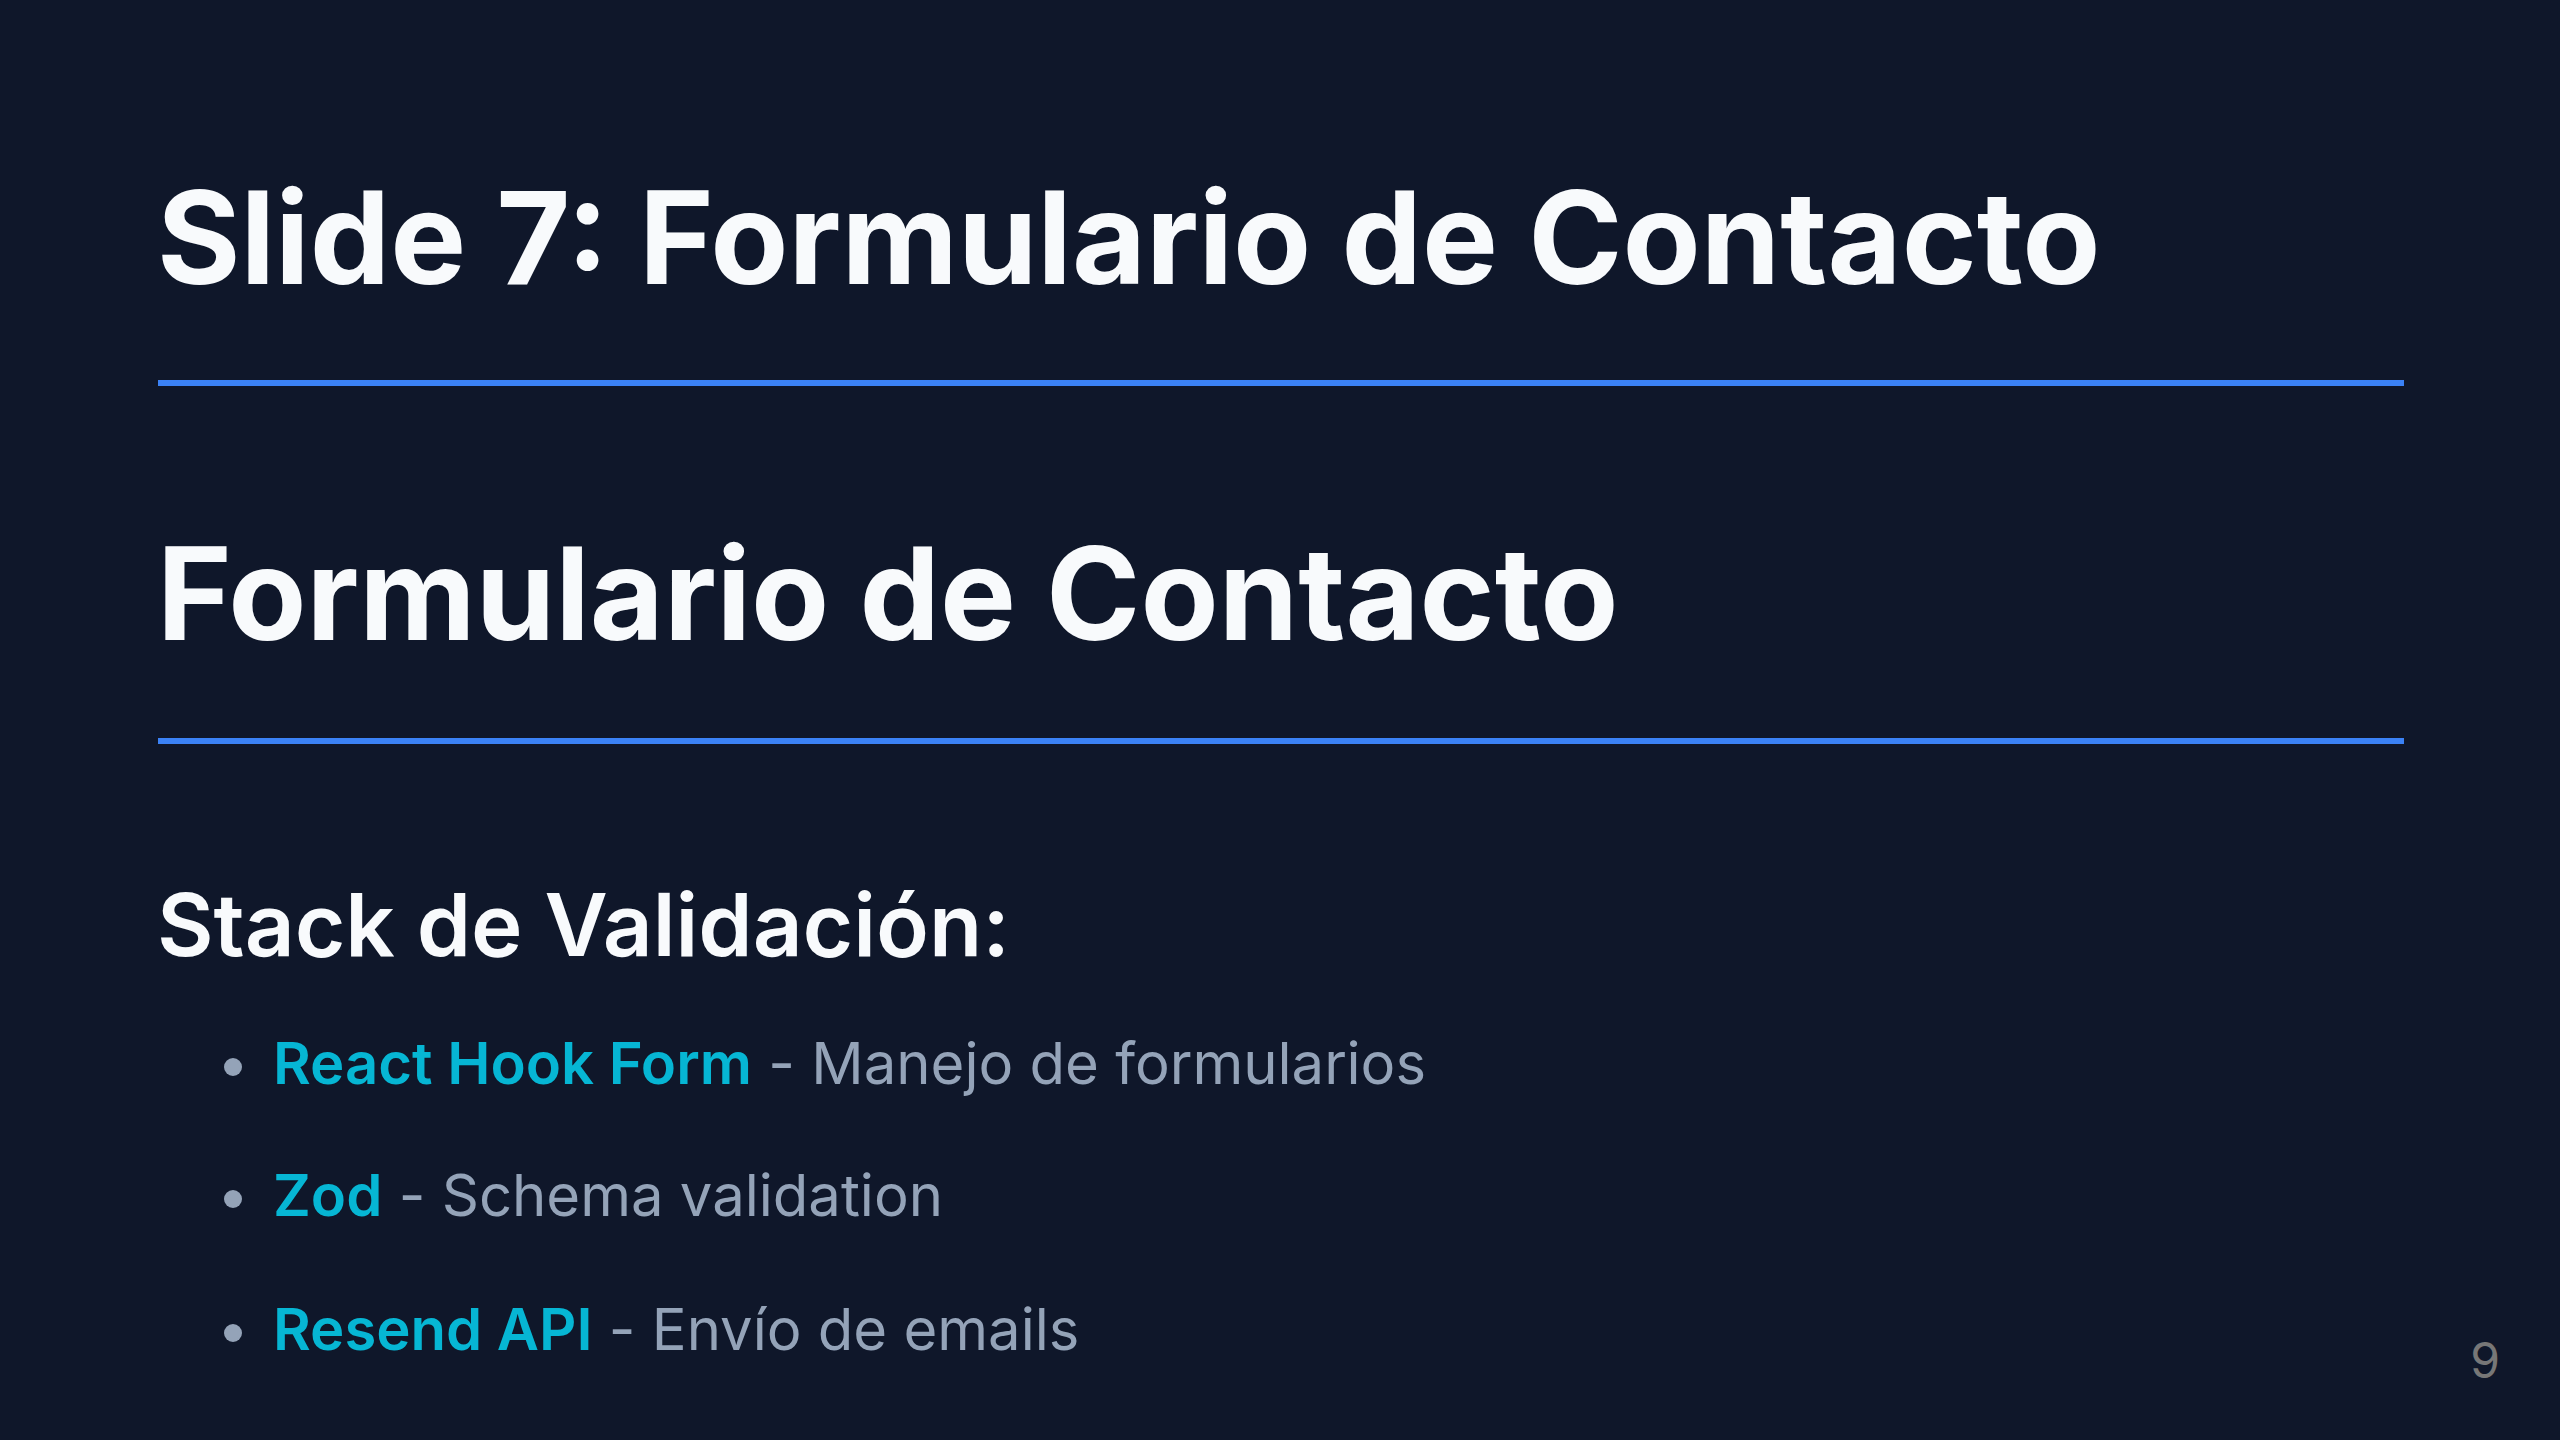 Slide 7: Formulario de Contacto
Formulario de Contacto
Stack de Validación:
• React Hook Form - Manejo de formularios
• Zod - Schema validation
• Resend API - Envío de emails
9